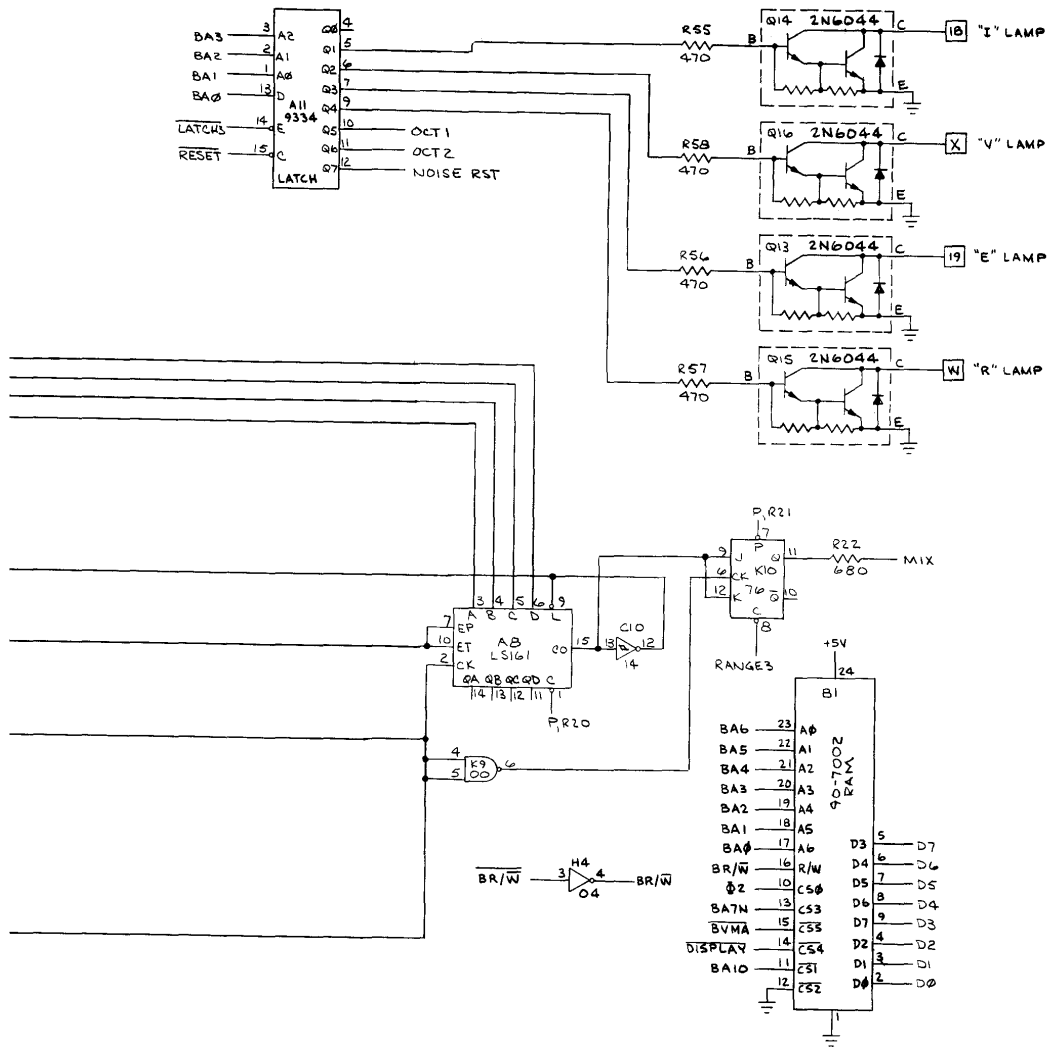 BA3 3 A2
BA2 2 A1
BA1 1 AØ
BAØ 13 D
LATCH3 14 E
RESET 15 C
A11
9334
LATCH
QØ 4
Q1 5
Q2 6
Q3 7
Q4 9
Q5 10 OCT 1
Q6 11 OCT 2
Q7 12 NOISE RST
R55
470
B Q14 2N6044 C
E
18 "I" LAMP
R58
470
B Q16 2N6044 C
E
X "V" LAMP
R56
470
B Q13 2N6044 C
E
19 "E" LAMP
R57
470
B Q15 2N6044 C
E
W "R" LAMP
P,R21
7
P
9 J Q 11
6 CK K10
12 K 76 Q 10
C
8
RANGE3
R22
680
MIX
3 4 5 6 9
A B C D L
7 EP
10 ET
2 CK
A8
LS161
CO 15
QA QB QC QD C
14 13 12 11 1
P,R20
C10
13 12
14
4
5
K9
00
6
BR/W 3 H4 4 BR/W
04
+5V
24
B1
90-7002
RAM
BA6 23 AØ
BA5 22 A1
BA4 21 A2
BA3 20 A3
BA2 19 A4
BA1 18 A5
BAØ 17 A6
BR/W 16 R/W
Φ2 10 CSØ
BA7N 13 CS3
BVMA 15 CS5
DISPLAY 14 CS4
BA10 11 CS1
12 CS2
D3 5 D7
D4 6 D6
D5 7 D5
D6 8 D4
D7 9 D3
D2 4 D2
D1 3 D1
DØ 2 DØ
1